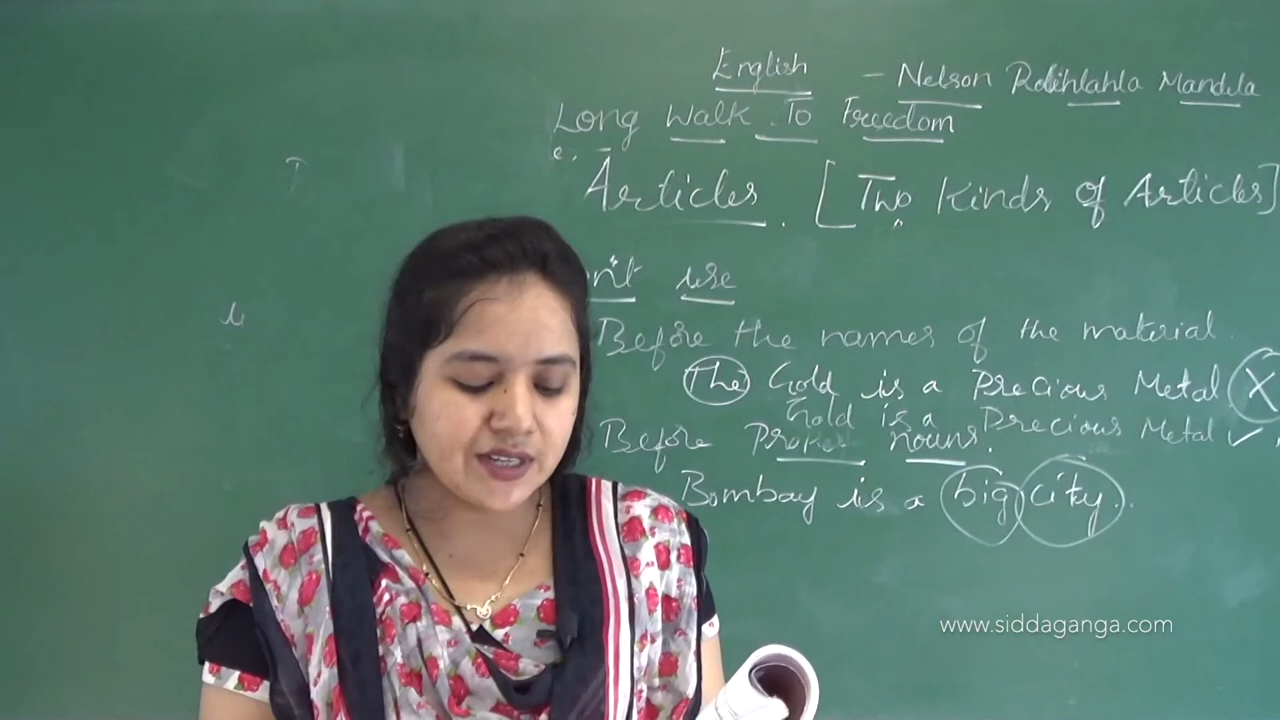 English - Nelson Rolihlahla Mandela
Long Walk To Freedom
Articles. [Two Kinds of Articles]
use
Before the names of the material.
The Gold is a Precious Metal X
Gold is a Precious Metal ✓
Before Proper nouns.
Bombay is a big city.
www.siddaganga.com